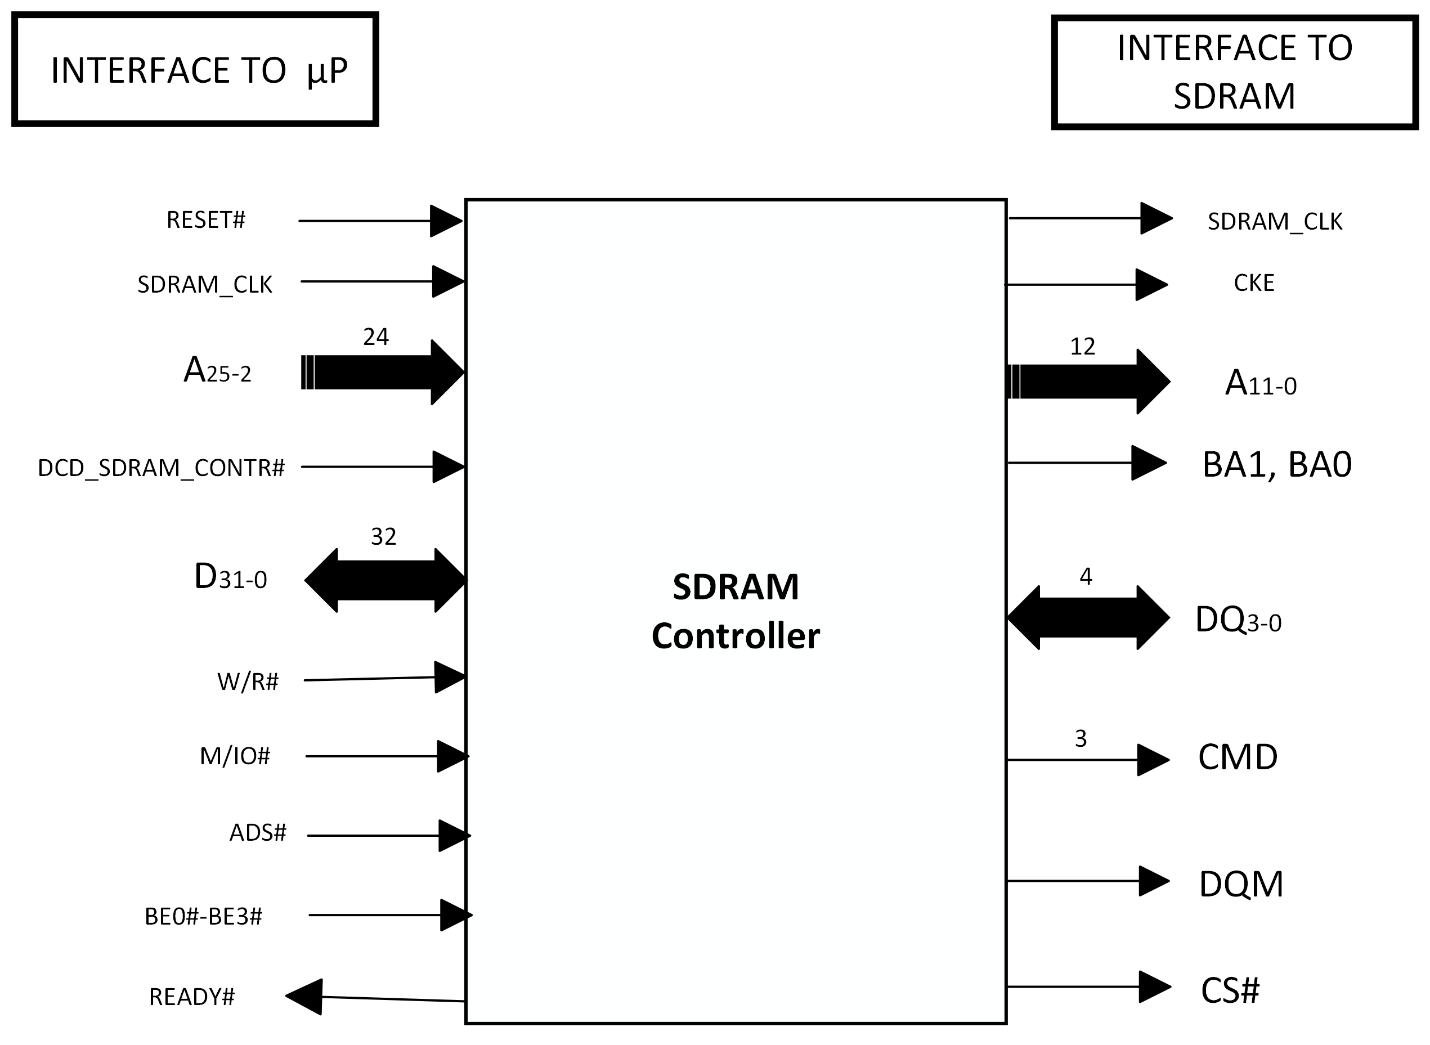 INTERFACE TO µP
INTERFACE TO
SDRAM
RESET#
SDRAM_CLK
24
A25-2
DCD_SDRAM_CONTR#
32
D31-0
W/R#
M/IO#
ADS#
BE0#-BE3#
READY#
SDRAM
Controller
SDRAM_CLK
CKE
12
A11-0
BA1, BA0
4
DQ3-0
3
CMD
DQM
CS#